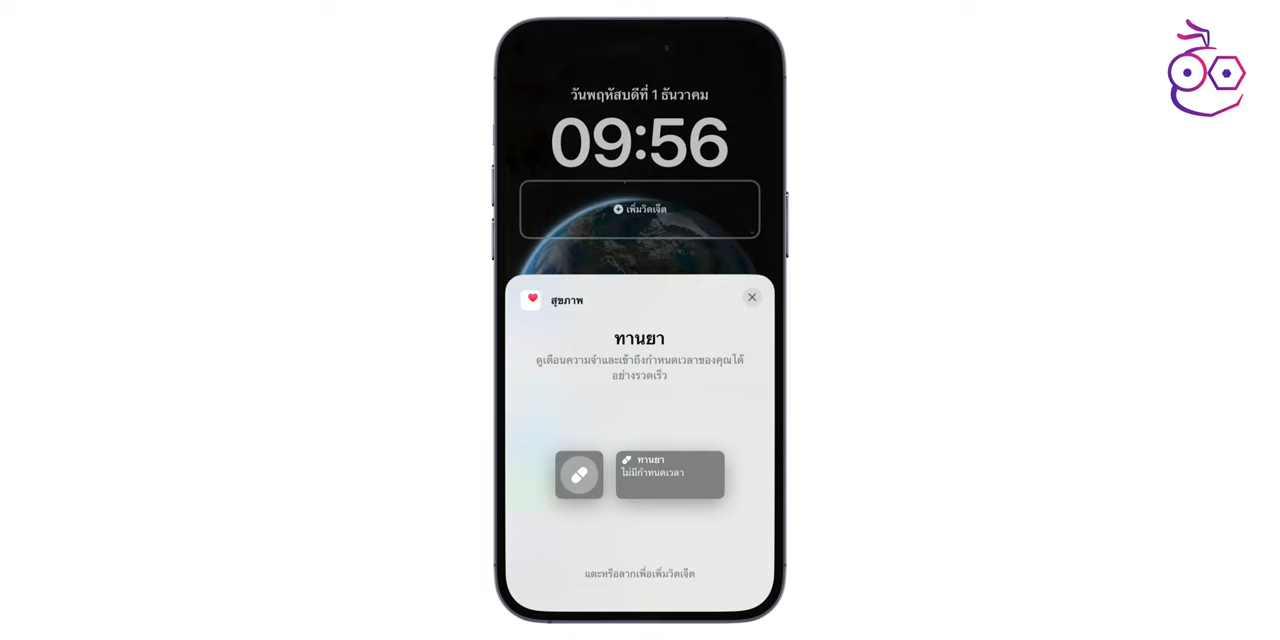 วันพฤหัสบดีที่ 1 ธันวาคม
09:56
เพิ่มวิดเจ็ต
สุขภาพ
ทานยา
ดูเตือนความจำและเข้าถึงกำหนดเวลาของคุณได้
อย่างรวดเร็ว
ทานยา
ไม่มีกำหนดเวลา
แตะหรือลากเพื่อเพิ่มวิดเจ็ต